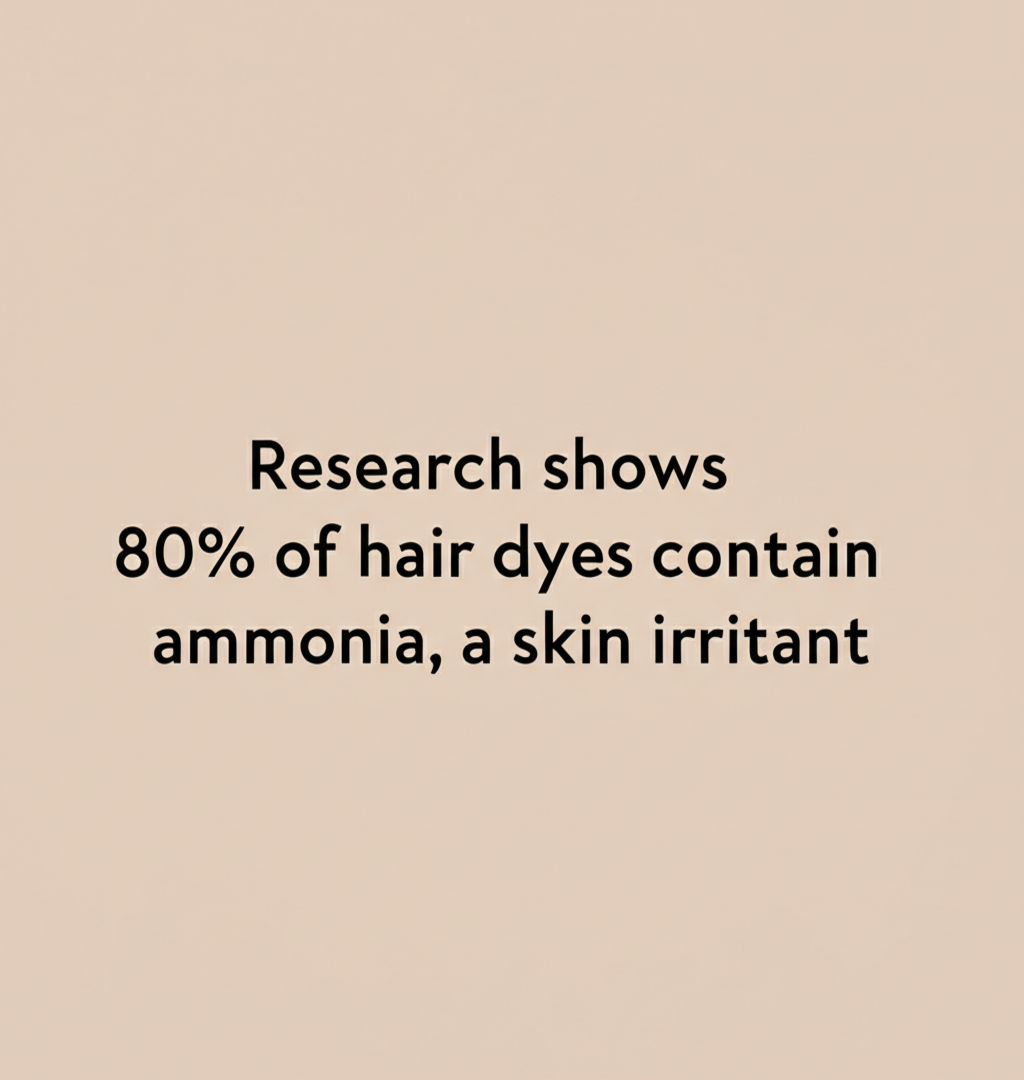 Research shows
80% of hair dyes contain
ammonia, a skin irritant